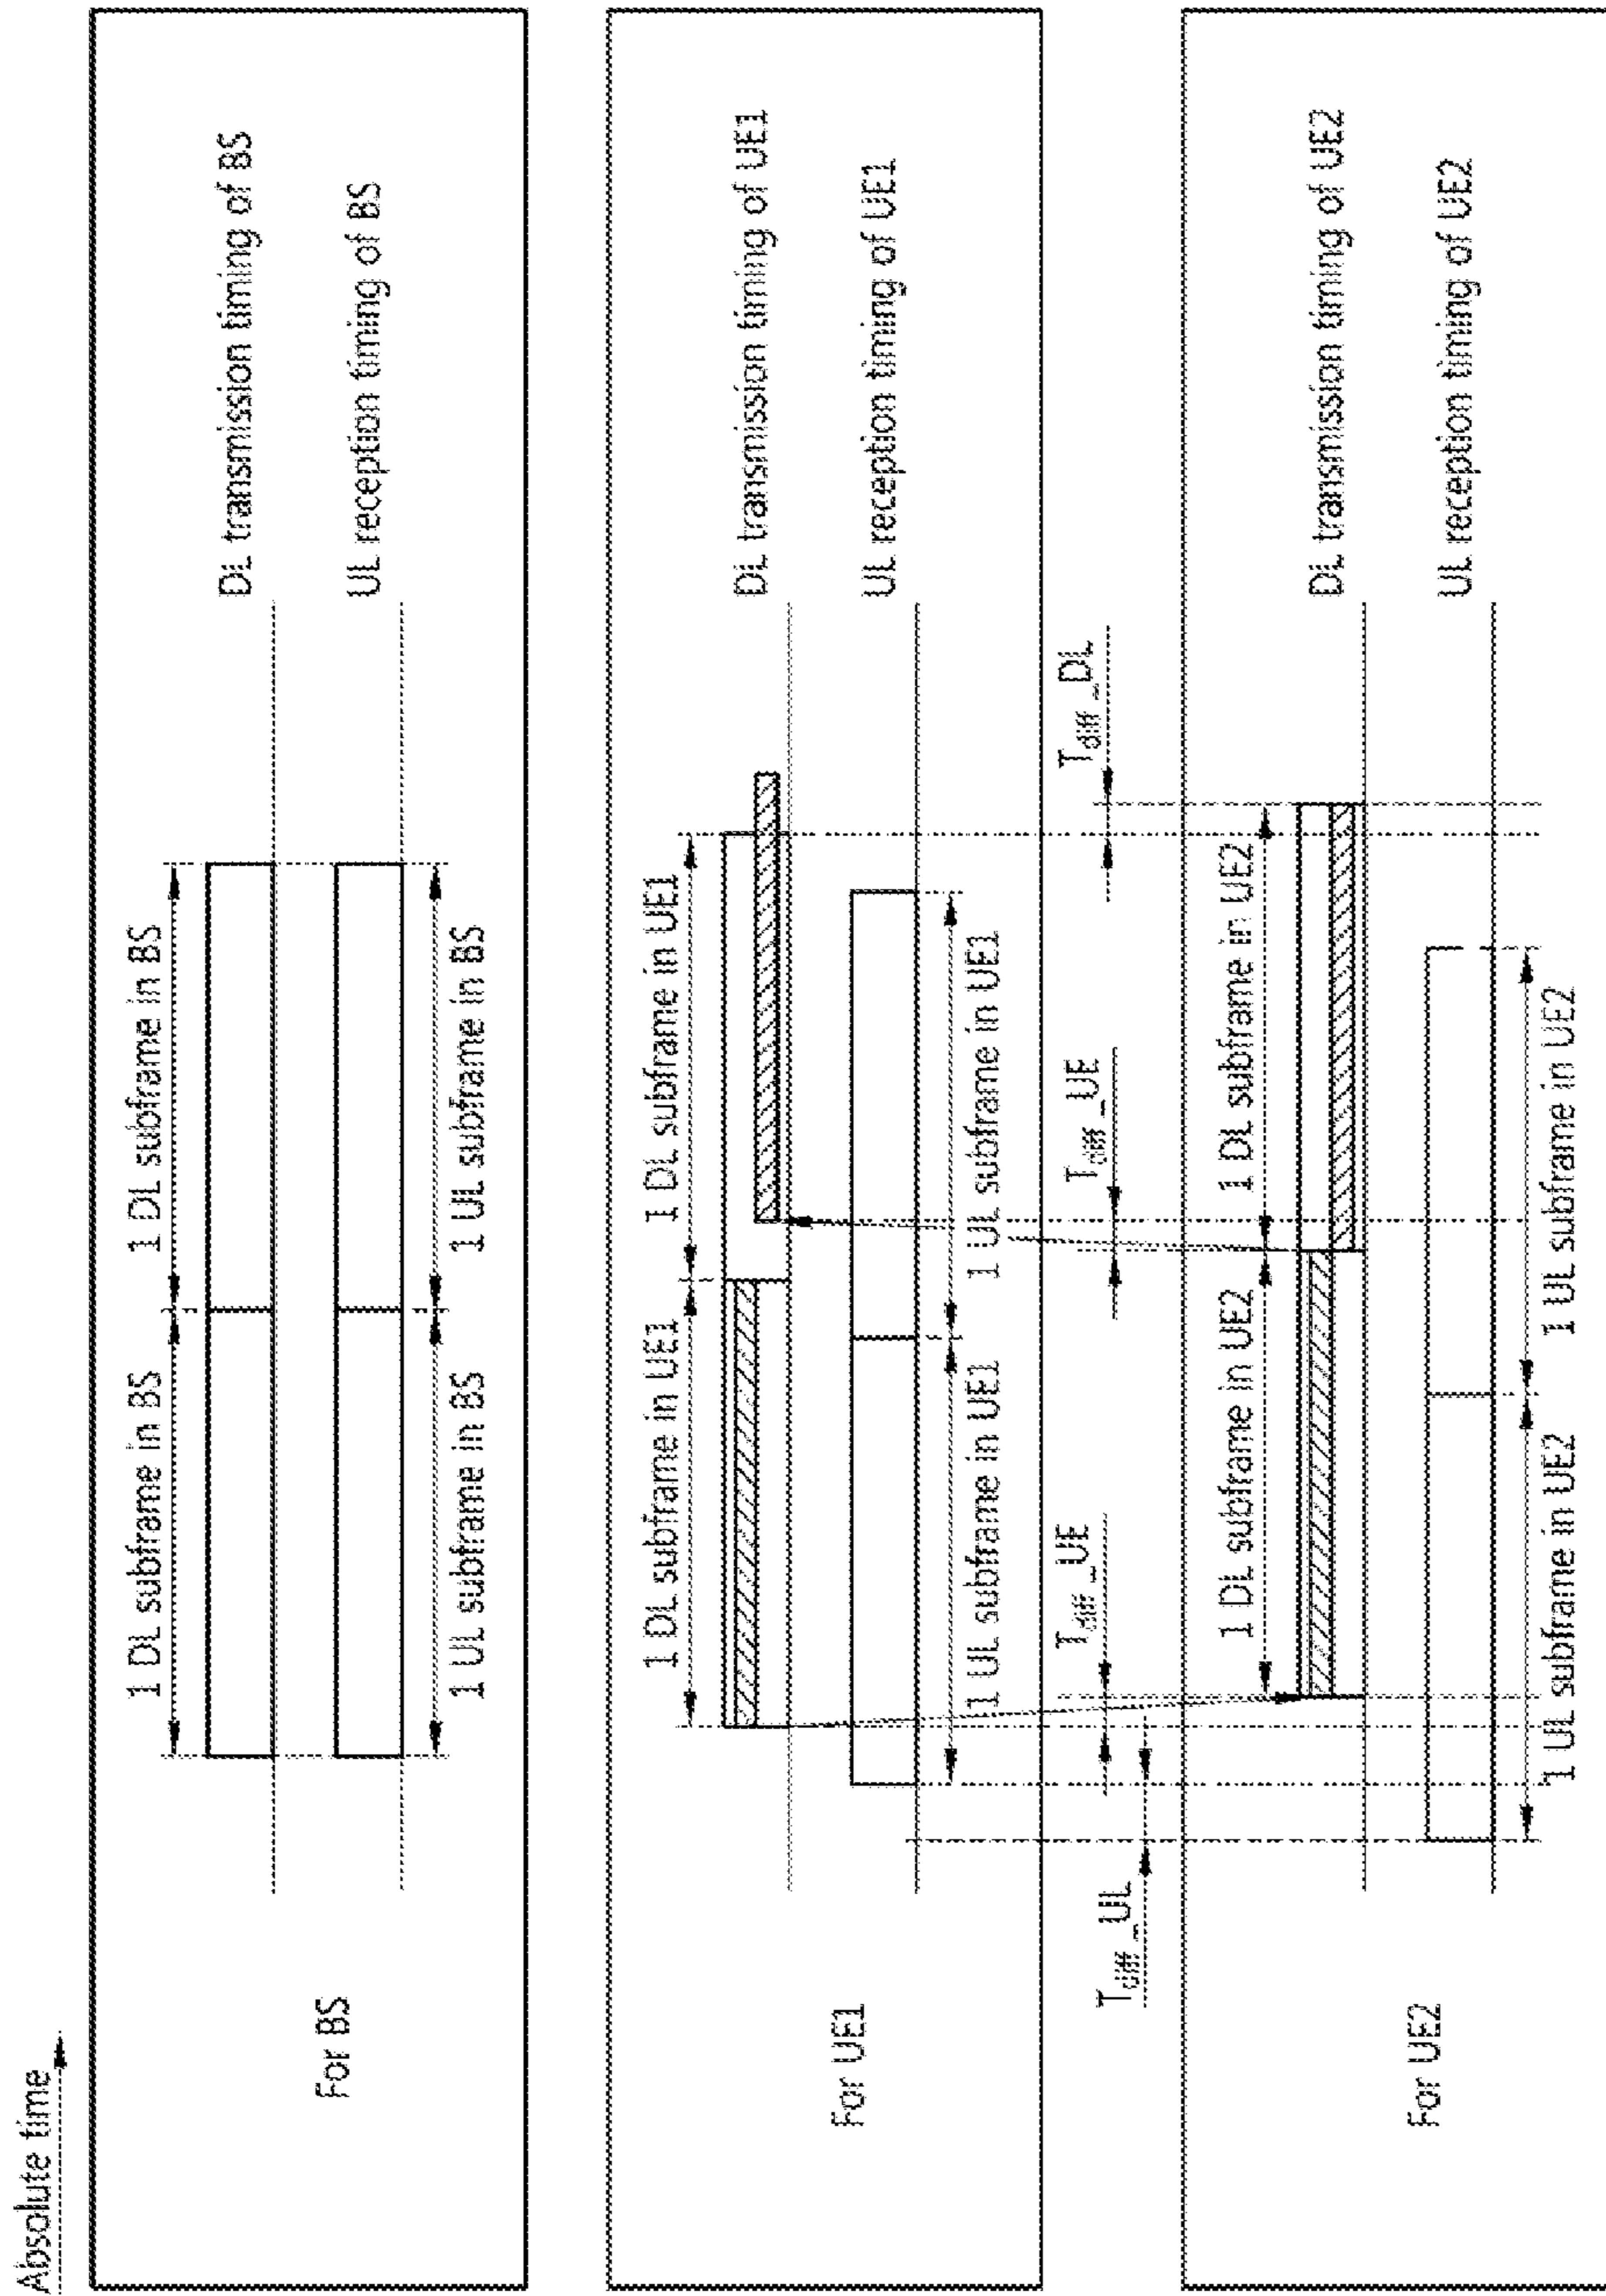 Absolute time
For BS
1 DL subframe in BS
1 DL subframe in BS
DL transmission timing of BS
UL reception timing of BS
1 UL subframe in BS
1 UL subframe in BS
For UE1
1 DL subframe in UE1
1 DL subframe in UE1
DL transmission timing of UE1
UL reception timing of UE1
1 UL subframe in UE1
1 UL subframe in UE1
Tdiff_UL
Tdiff_UE
Tdiff_UE
Tdiff_DL
For UE2
1 DL subframe in UE2
1 DL subframe in UE2
DL transmission timing of UE2
UL reception timing of UE2
1 UL subframe in UE2
1 UL subframe in UE2